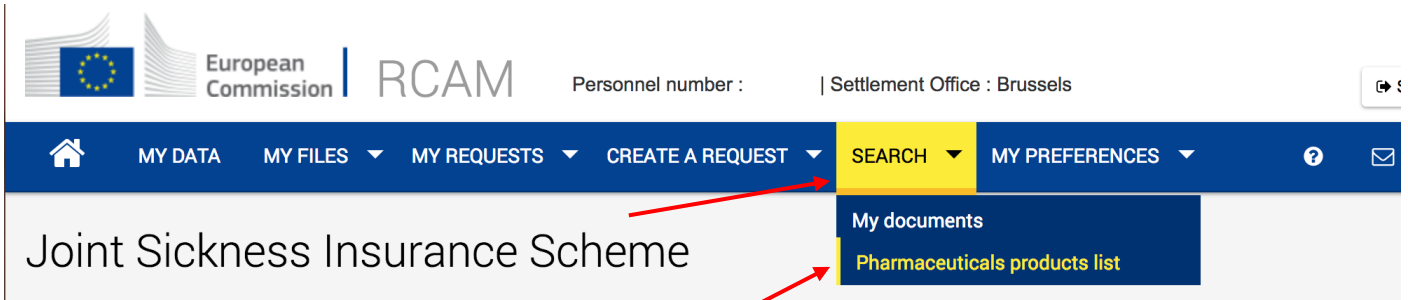 European
Commission
RCAM
Personnel number : | Settlement Office : Brussels
MY DATA MY FILES MY REQUESTS CREATE A REQUEST SEARCH MY PREFERENCES ?
My documents
Joint Sickness Insurance Scheme
Pharmaceuticals products list